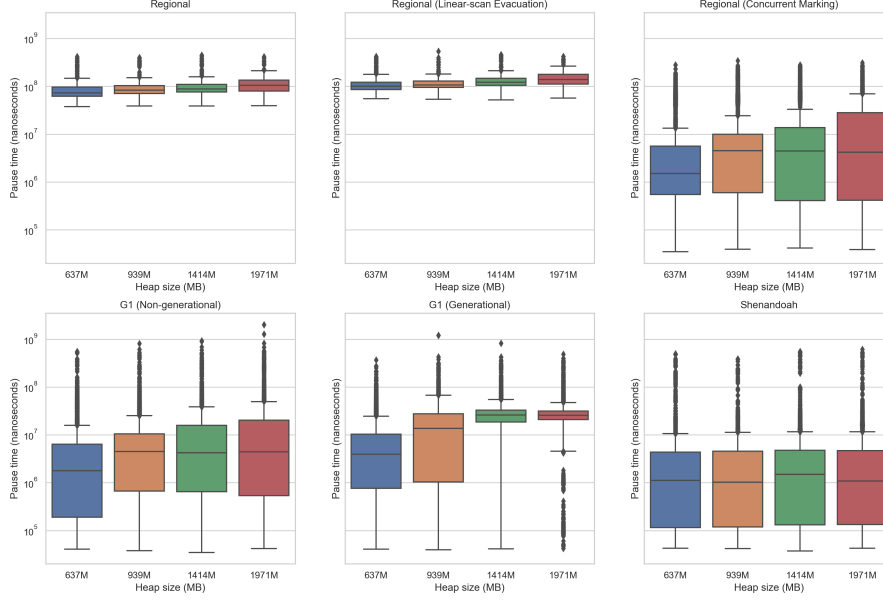 Regional
Regional (Linear-scan Evacuation)
Regional (Concurrent Marking)
Pause time (nanoseconds)
10⁹
10⁸
10⁷
10⁶
10⁵
637M 939M 1414M 1971M
Heap size (MB)
Pause time (nanoseconds)
637M 939M 1414M 1971M
Heap size (MB)
Pause time (nanoseconds)
637M 939M 1414M 1971M
Heap size (MB)
G1 (Non-generational)
G1 (Generational)
Shenandoah
Pause time (nanoseconds)
10⁹
10⁸
10⁷
10⁶
10⁵
637M 939M 1414M 1971M
Heap size (MB)
Pause time (nanoseconds)
637M 939M 1414M 1971M
Heap size (MB)
Pause time (nanoseconds)
637M 939M 1414M 1971M
Heap size (MB)